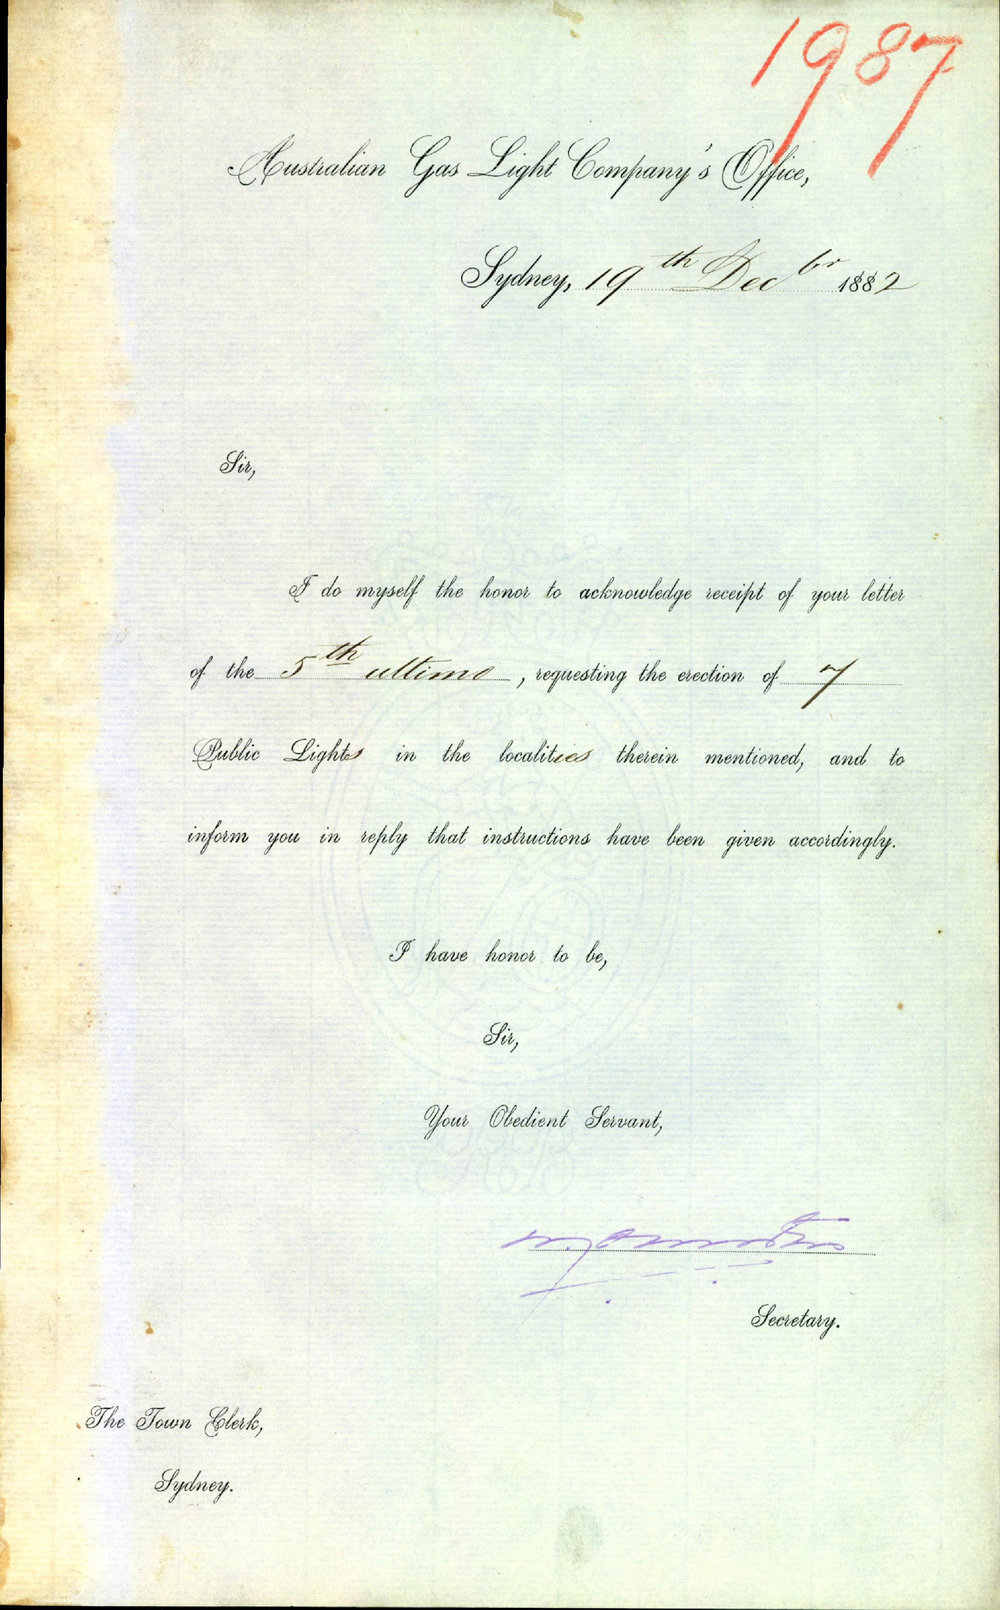 1987
Australian Gas Light Company's Office,
Sydney, 19th Decbr 1882
Sir,
I do myself the honor to acknowledge receipt of your letter
of the 5th ultimo, requesting the erection of 7
Public Lights in the localities therein mentioned, and to
inform you in reply that instructions have been given accordingly.
I have honor to be,
Sir,
Your Obedient Servant,
Secretary.
The Town Clerk,
Sydney.